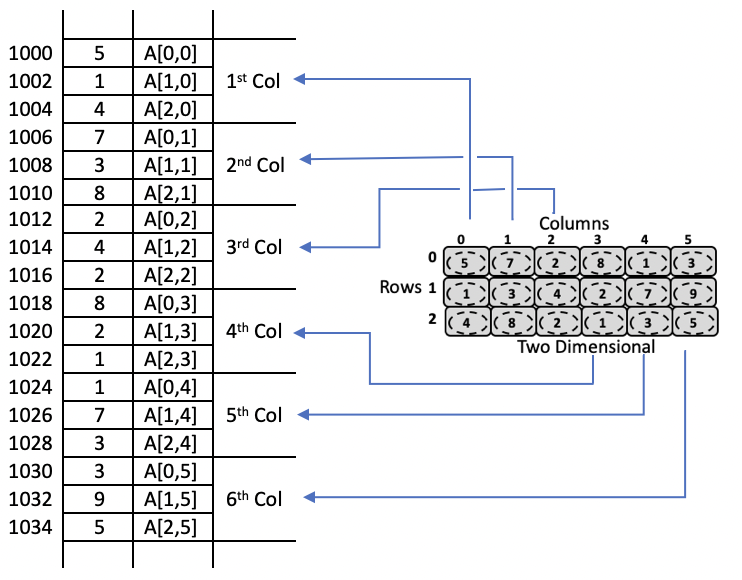 1000 5 A[0,0]
1002 1 A[1,0] 1st Col
1004 4 A[2,0]
1006 7 A[0,1]
1008 3 A[1,1] 2nd Col
1010 8 A[2,1]
1012 2 A[0,2]
1014 4 A[1,2] 3rd Col
1016 2 A[2,2]
1018 8 A[0,3]
1020 2 A[1,3] 4th Col
1022 1 A[2,3]
1024 1 A[0,4]
1026 7 A[1,4] 5th Col
1028 3 A[2,4]
1030 3 A[0,5]
1032 9 A[1,5] 6th Col
1034 5 A[2,5]
Columns
0 1 2 3 4 5
0 5 7 2 8 1 3
Rows 1 1 3 4 2 7 9
2 4 8 2 1 3 5
Two Dimensional